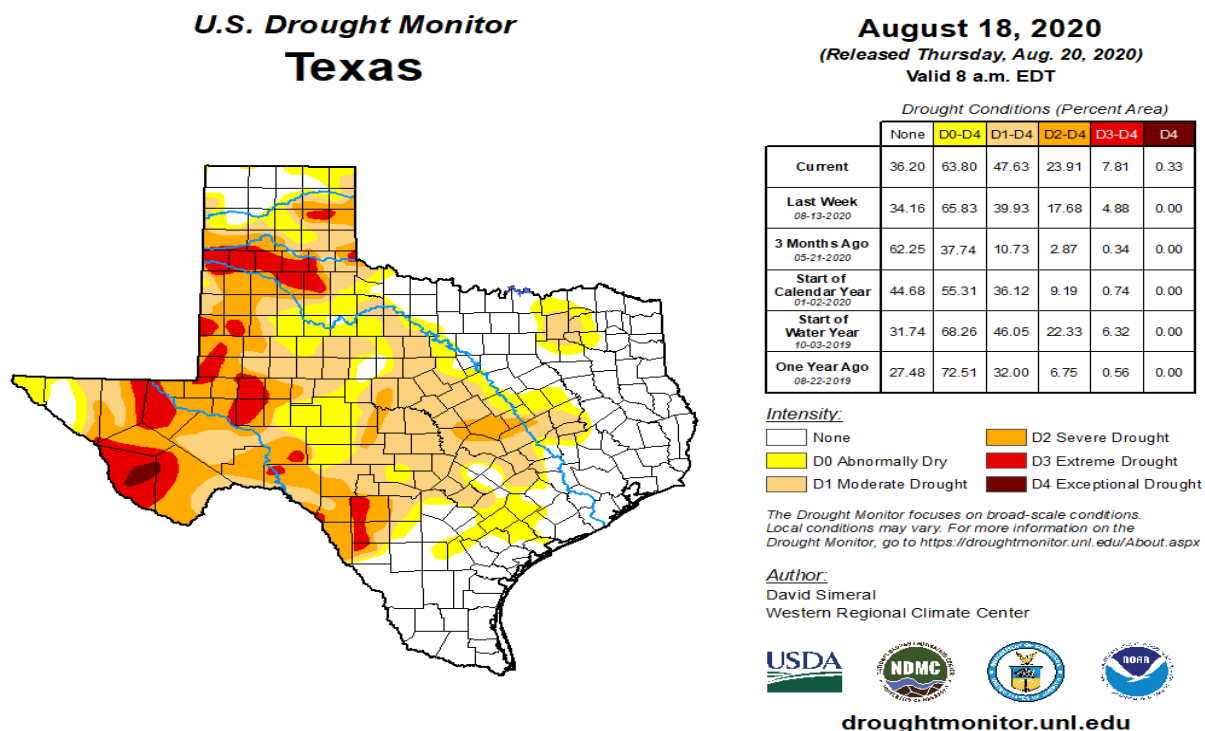 U.S. Drought Monitor
Texas
August 18, 2020
(Released Thursday, Aug. 20, 2020)
Valid 8 a.m. EDT
Drought Conditions (Percent Area)
None D0-D4 D1-D4 D2-D4 D3-D4 D4
Current 36.20 63.80 47.63 23.91 7.81 0.33
Last Week
08-13-2020 34.16 65.83 39.93 17.68 4.88 0.00
3 Months Ago
05-21-2020 62.25 37.74 10.73 2.87 0.34 0.00
Start of
Calendar Year
01-02-2020 44.68 55.31 36.12 9.19 0.74 0.00
Start of
Water Year
10-03-2019 31.74 68.26 46.05 22.33 6.32 0.00
One Year Ago
08-22-2019 27.48 72.51 32.00 6.75 0.56 0.00
Intensity:
None
D0 Abnormally Dry
D1 Moderate Drought
D2 Severe Drought
D3 Extreme Drought
D4 Exceptional Drought
The Drought Monitor focuses on broad-scale conditions.
Local conditions may vary. For more information on the
Drought Monitor, go to https://droughtmonitor.unl.edu/About.aspx
Author:
David Simeral
Western Regional Climate Center
USDA
NDMC
NOAA
droughtmonitor.unl.edu